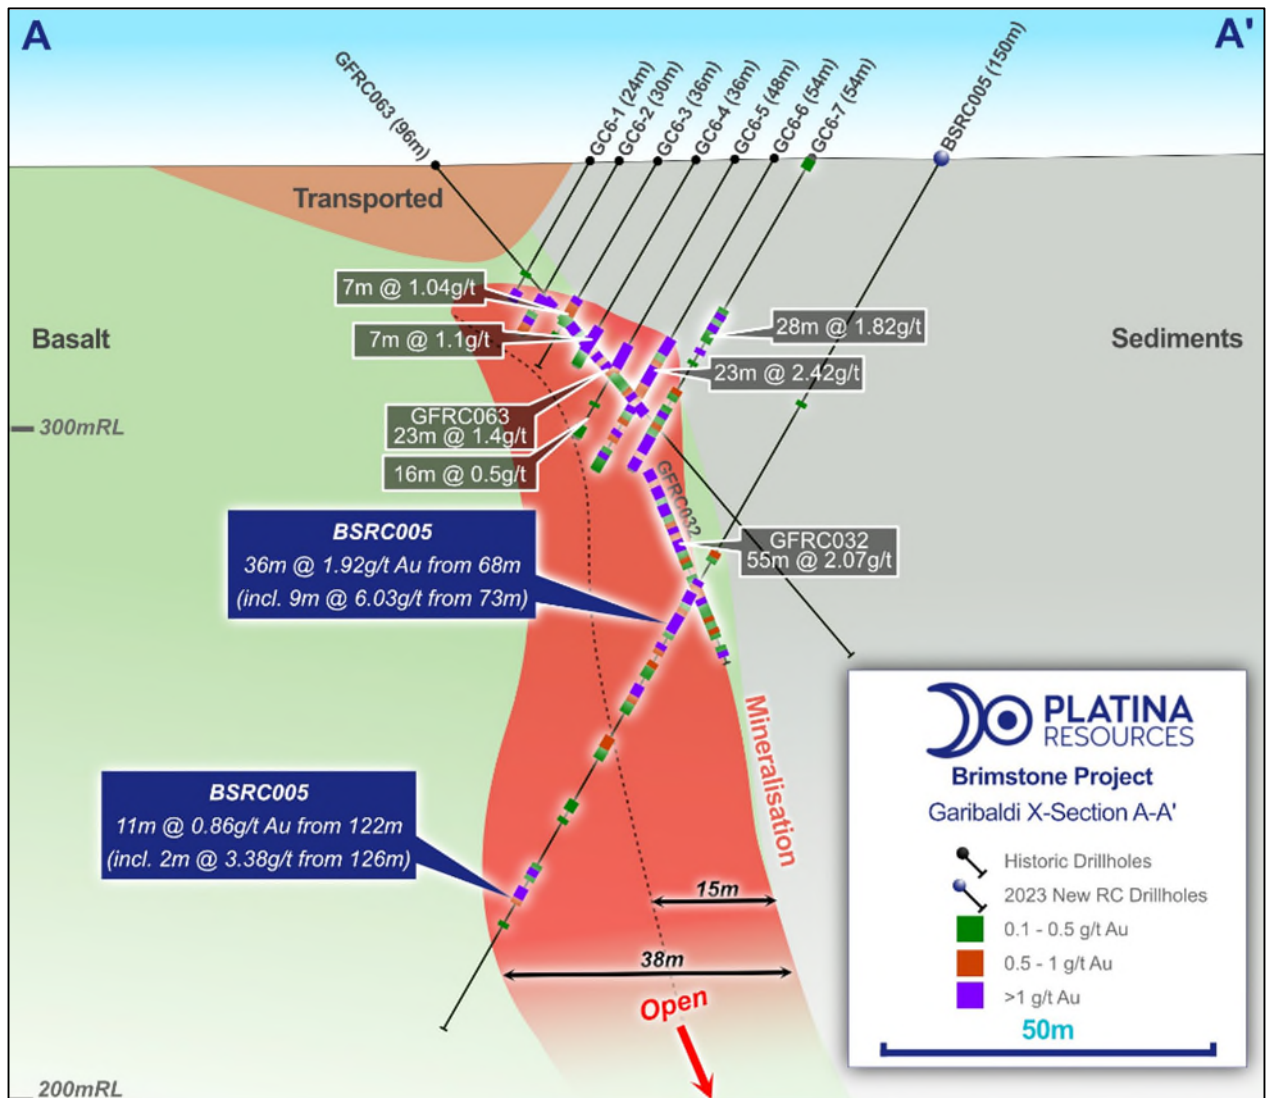 A
A'
GFRC063 (96m)
GC6-1 (24m)
GC6-2 (30m)
GC6-3 (36m)
GC6-4 (36m)
GC6-5 (48m)
GC6-6 (54m)
GC6-7 (54m)
BSRC005 (150m)
Transported
7m @ 1.04g/t
7m @ 1.1g/t
28m @ 1.82g/t
Basalt
Sediments
23m @ 2.42g/t
GFRC063
23m @ 1.4g/t
300mRL
16m @ 0.5g/t
GFRC032
GFRC032
55m @ 2.07g/t
BSRC005
36m @ 1.92g/t Au from 68m
(incl. 9m @ 6.03g/t from 73m)
Mineralisation
BSRC005
11m @ 0.86g/t Au from 122m
(incl. 2m @ 3.38g/t from 126m)
15m
38m
Open
200mRL
PLATINA
RESOURCES
Brimstone Project
Garibaldi X-Section A-A'
Historic Drillholes
2023 New RC Drillholes
0.1 - 0.5 g/t Au
0.5 - 1 g/t Au
>1 g/t Au
50m